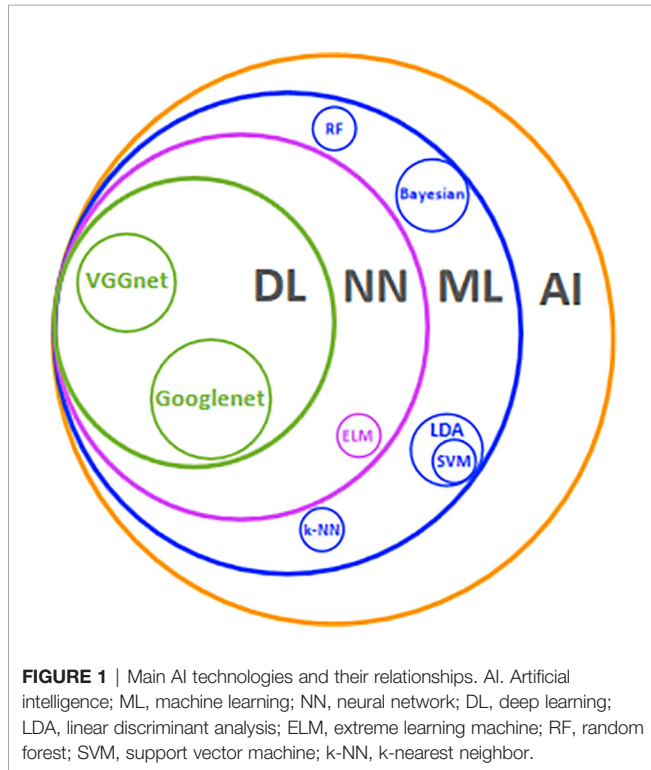 RF
Bayesian
VGGnet
DL NN ML AI
Googlenet
ELM
LDA
SVM
k-NN
FIGURE 1 | Main AI technologies and their relationships. AI. Artificial
intelligence; ML, machine learning; NN, neural network; DL, deep learning;
LDA, linear discriminant analysis; ELM, extreme learning machine; RF, random
forest; SVM, support vector machine; k-NN, k-nearest neighbor.